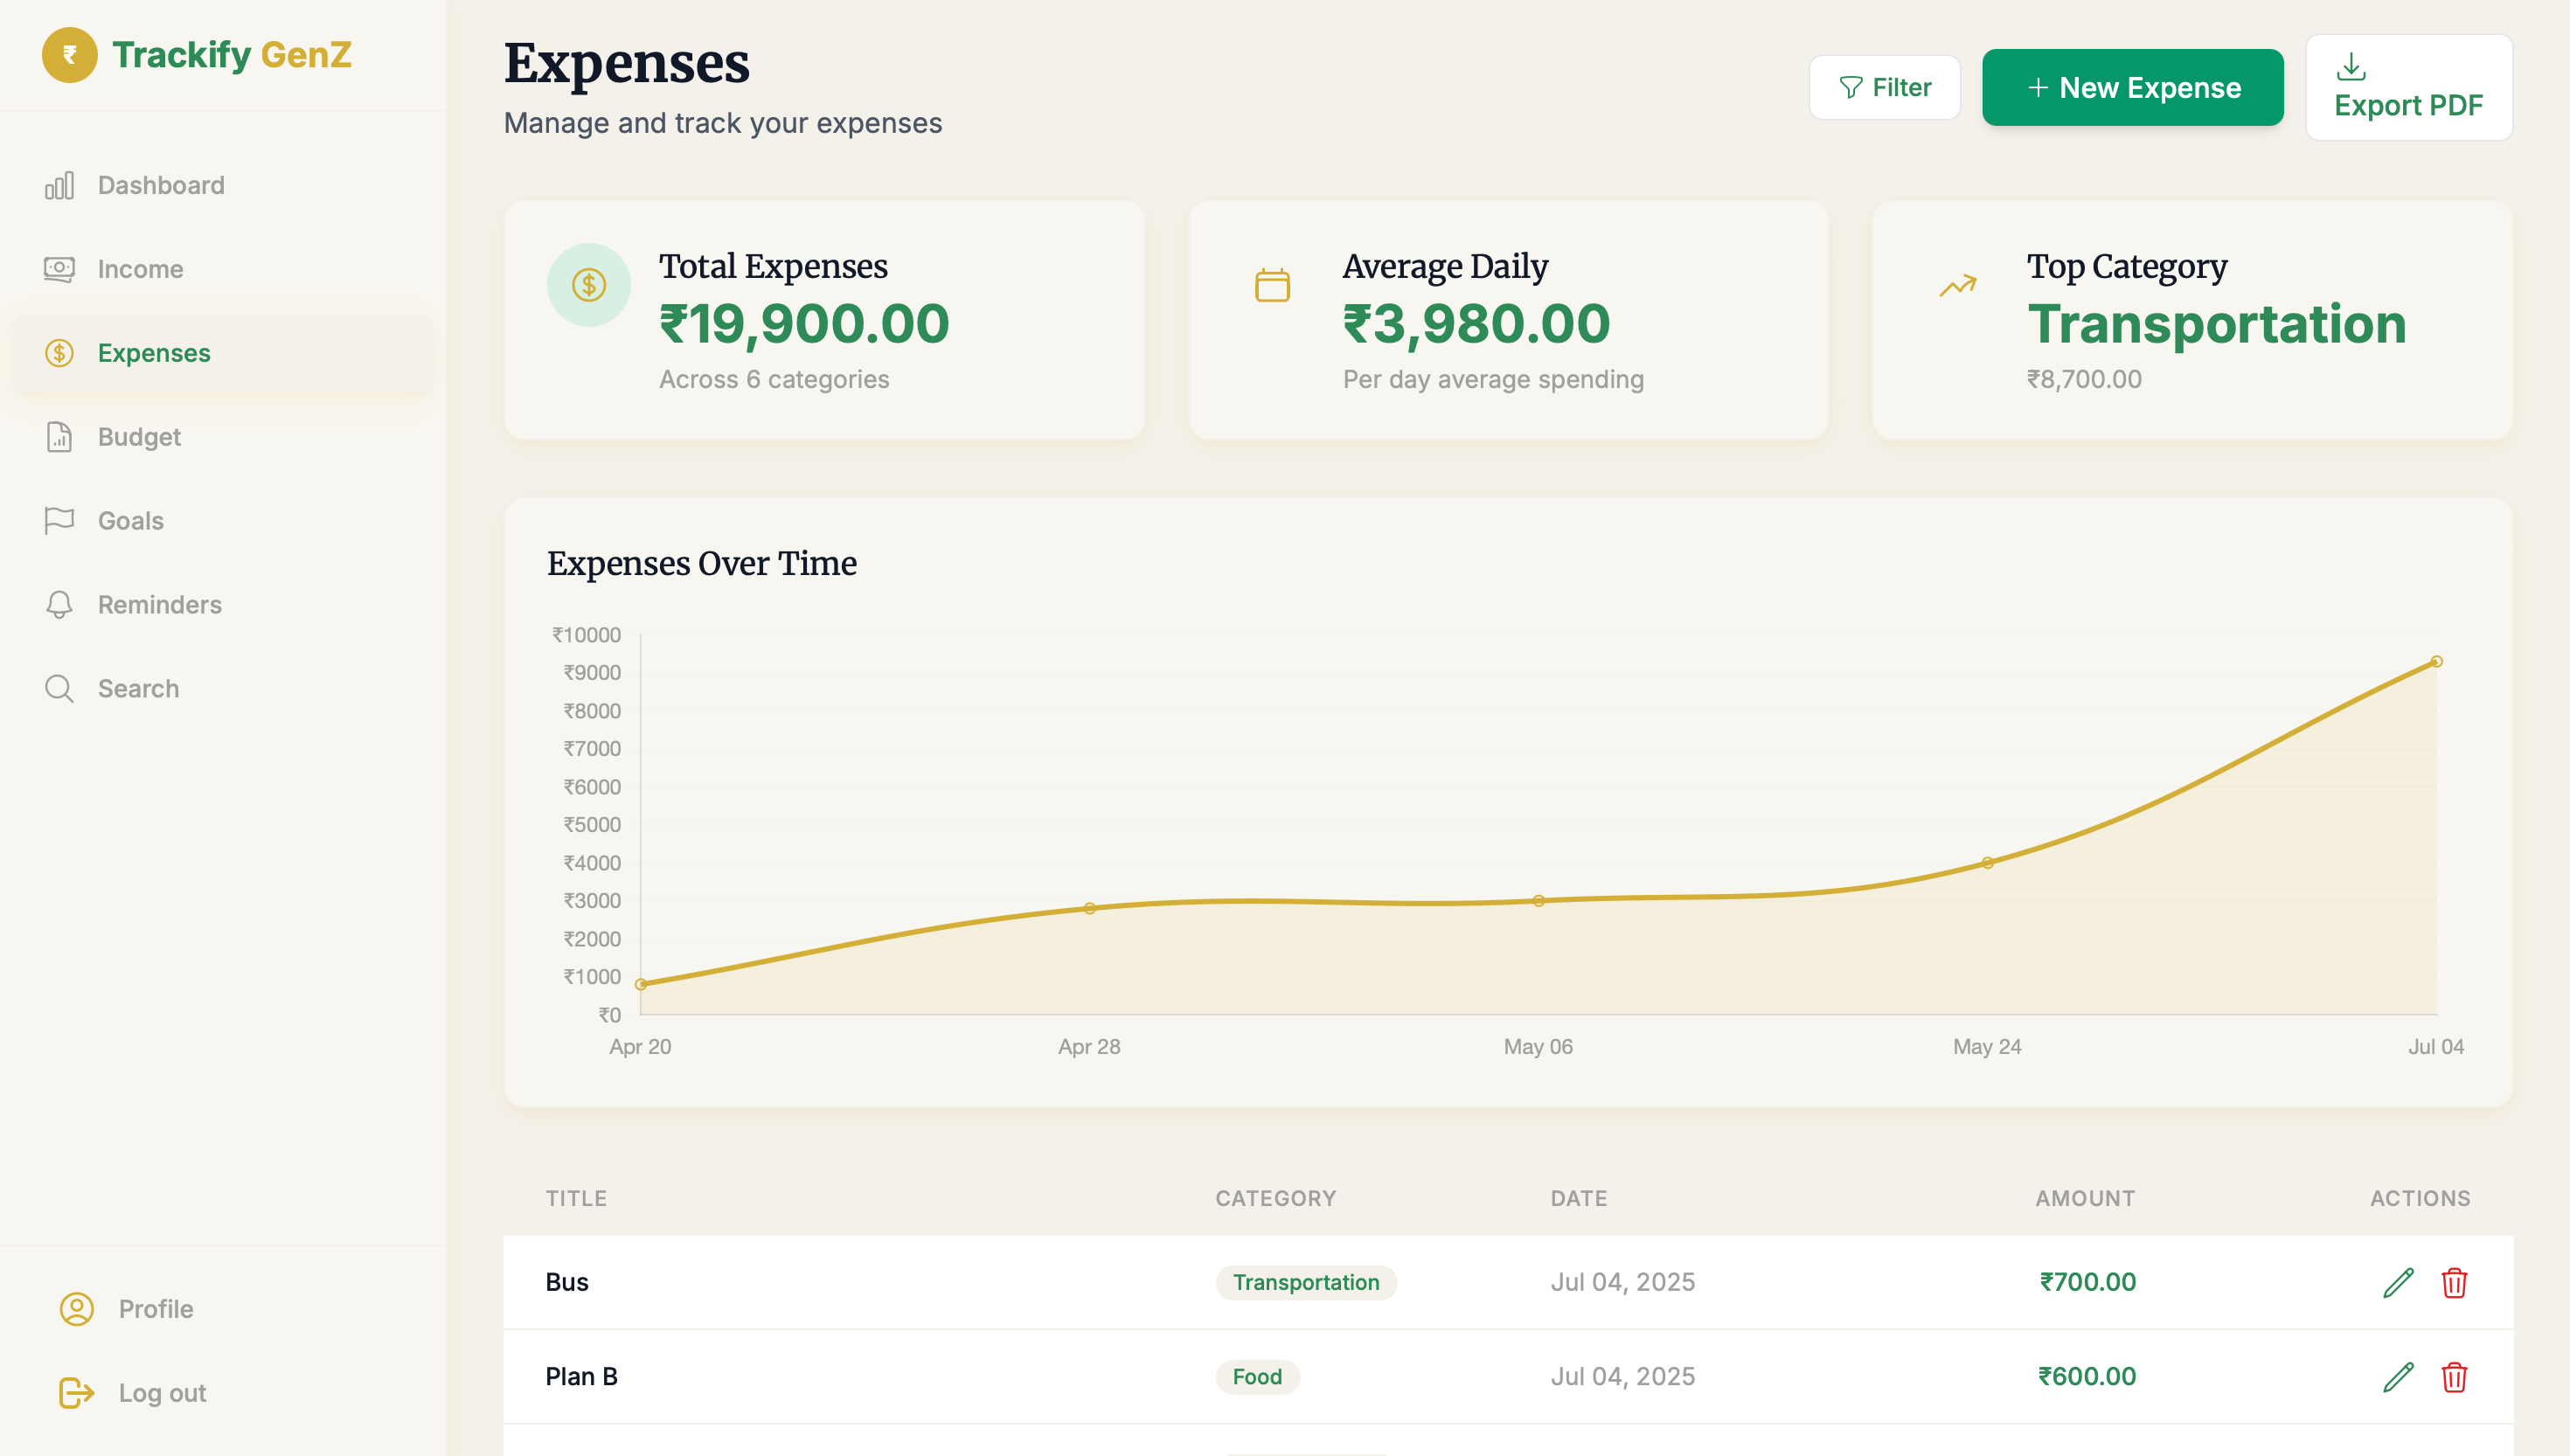 ₹ Trackify GenZ
Dashboard
Income
Expenses
Budget
Goals
Reminders
Search
Profile
Log out
Expenses
Manage and track your expenses
Filter
+ New Expense
Export PDF
Total Expenses
₹19,900.00
Across 6 categories
Average Daily
₹3,980.00
Per day average spending
Top Category
Transportation
₹8,700.00
Expenses Over Time
₹10000
₹9000
₹8000
₹7000
₹6000
₹5000
₹4000
₹3000
₹2000
₹1000
₹0
Apr 20 Apr 28 May 06 May 24 Jul 04
TITLE CATEGORY DATE AMOUNT ACTIONS
Bus Transportation Jul 04, 2025 ₹700.00
Plan B Food Jul 04, 2025 ₹600.00